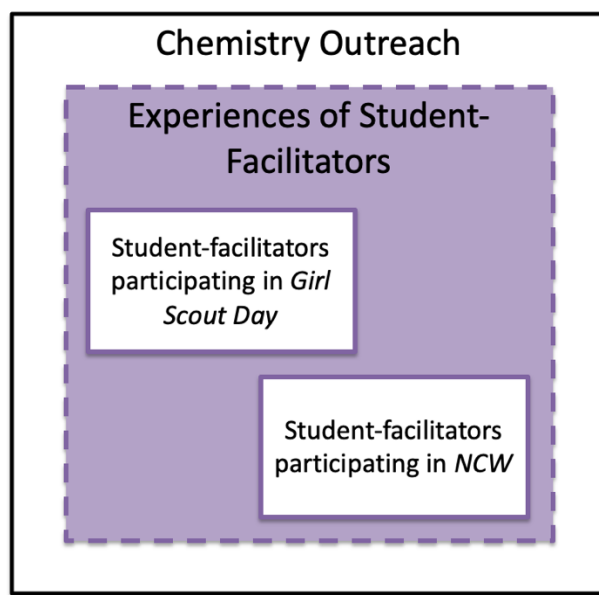 Chemistry Outreach
Experiences of Student-
Facilitators
Student-facilitators
participating in Girl
Scout Day
Student-facilitators
participating in NCW